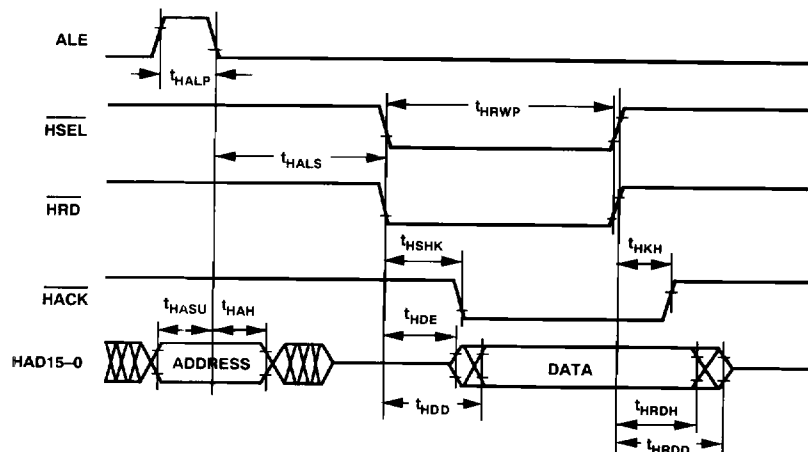 ALE
tHALP
HSEL
tHRWP
tHALS
HRD
tHSHK
tHKH
HACK
tHASU
tHAH
tHDE
HAD15–0
ADDRESS
DATA
tHDD
tHRDH
tHRDD